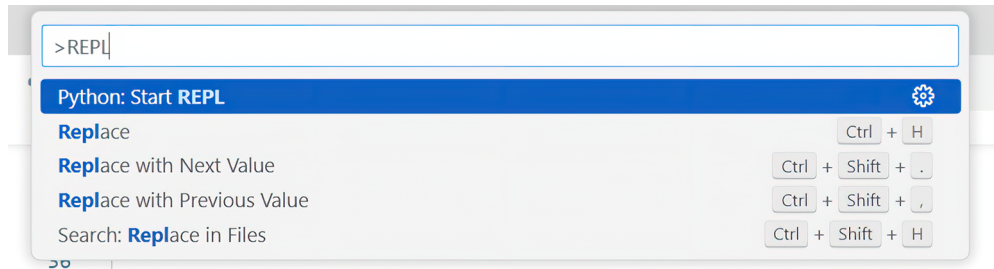 >REPL
Python: Start REPL
Replace Ctrl + H
Replace with Next Value Ctrl + Shift + .
Replace with Previous Value Ctrl + Shift + ,
Search: Replace in Files Ctrl + Shift + H